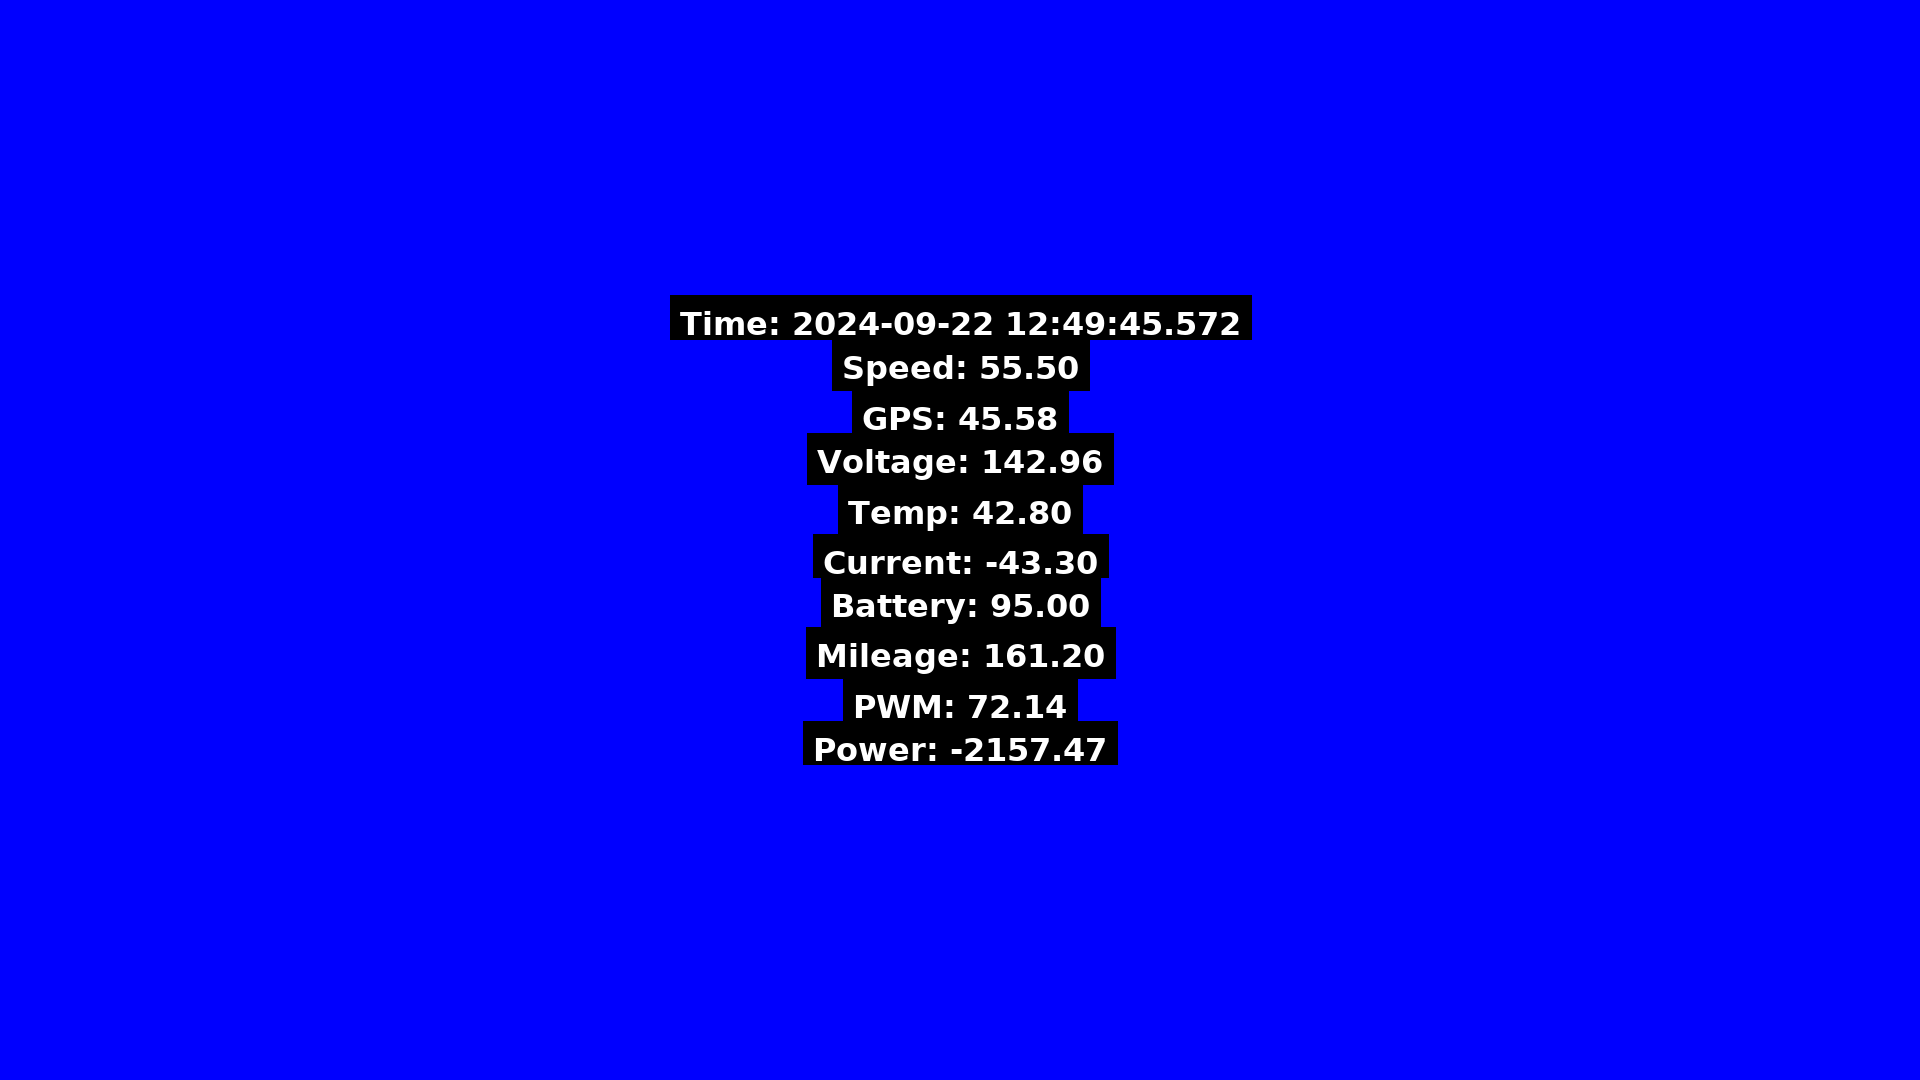 Time: 2024-09-22 12:49:45.572
Speed: 55.50
GPS: 45.58
Voltage: 142.96
Temp: 42.80
Current: -43.30
Battery: 95.00
Mileage: 161.20
PWM: 72.14
Power: -2157.47